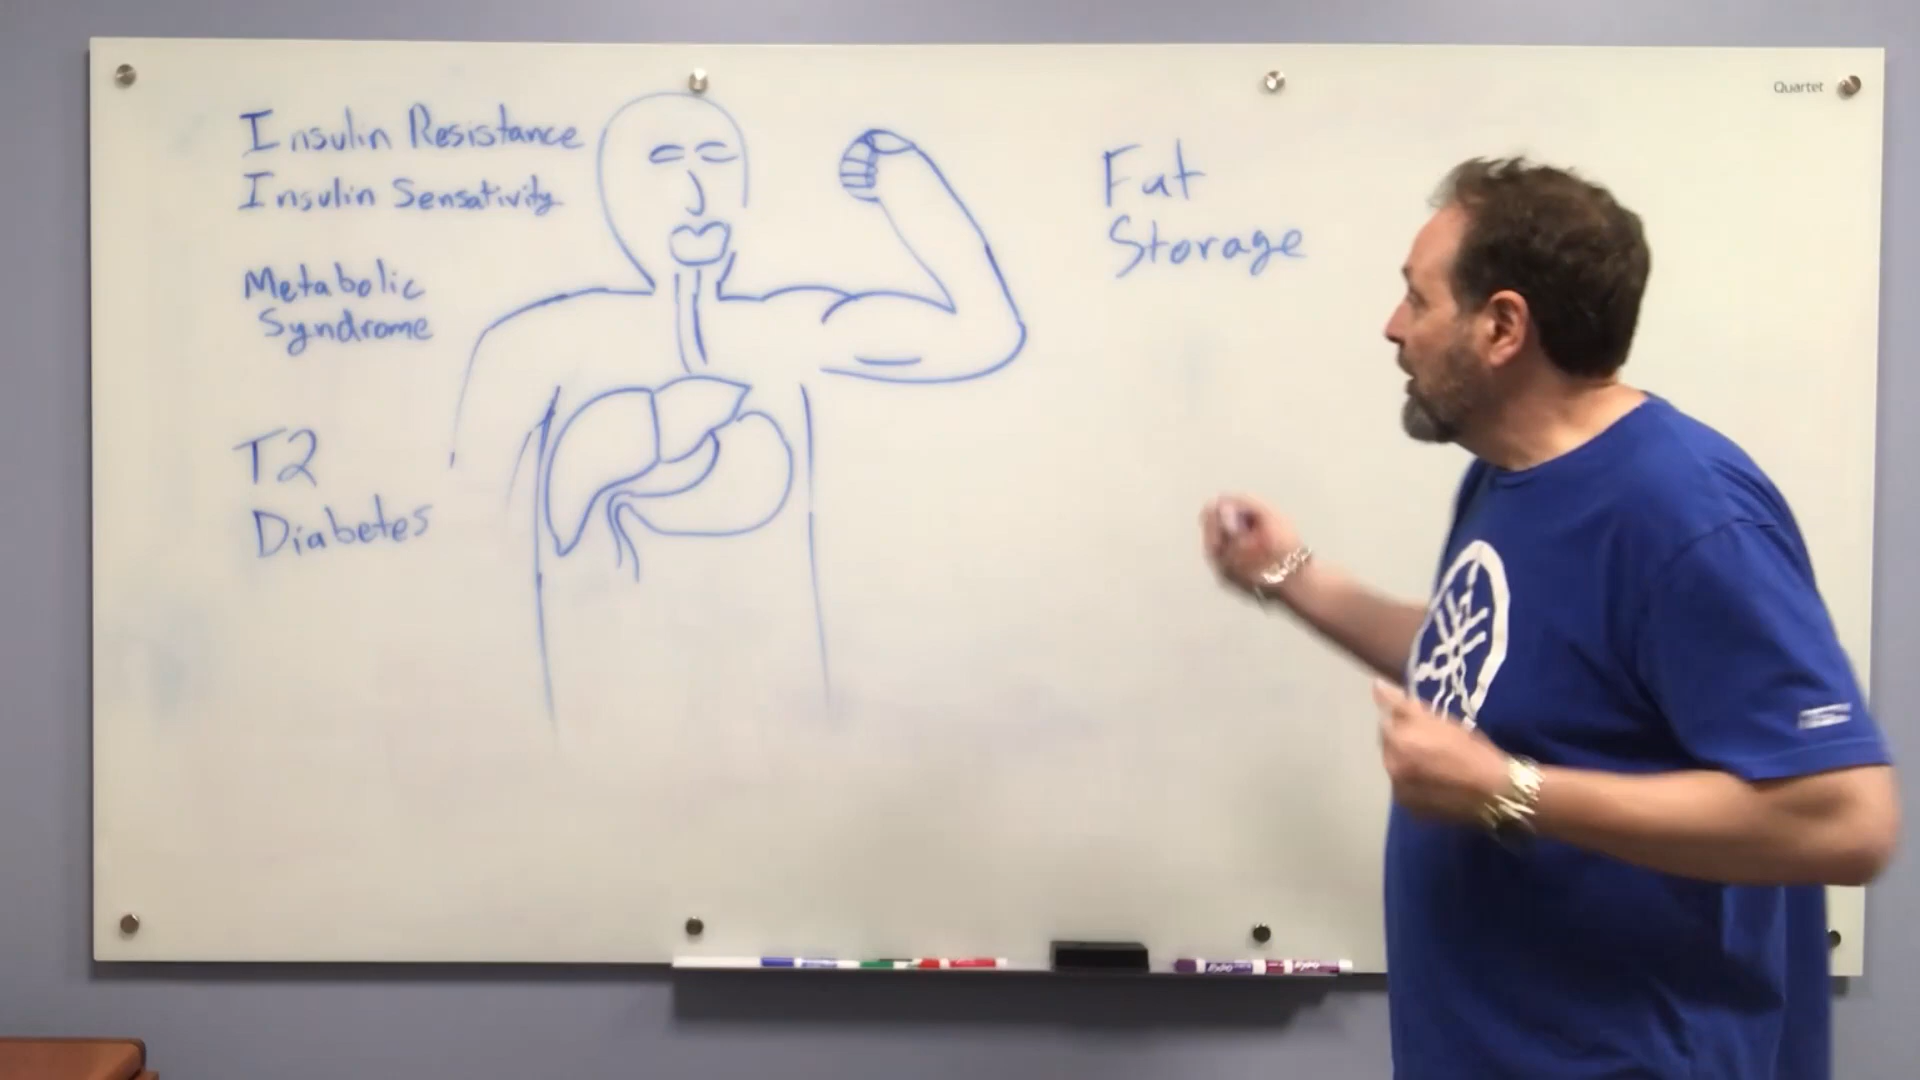 Insulin Resistance
Insulin Sensativity
Metabolic
Syndrome
T2
Diabetes
Fat
Storage
Quartet